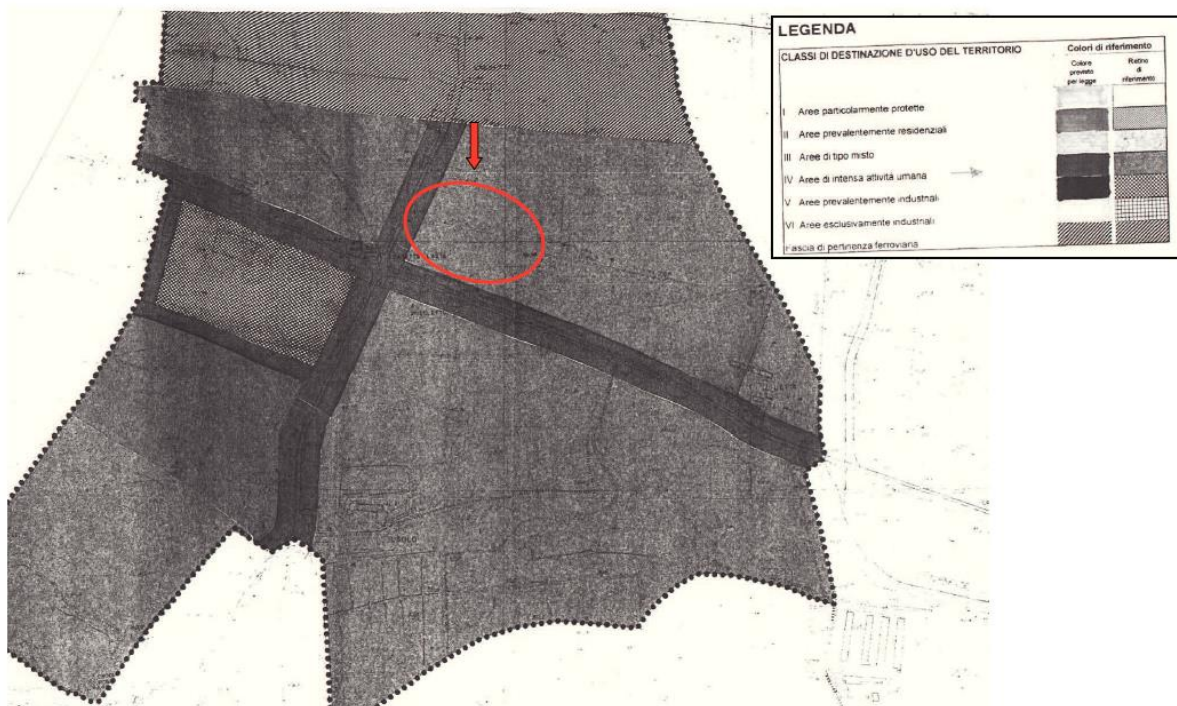 LEGENDA
CLASSI DI DESTINAZIONE D'USO DEL TERRITORIO
Colori di riferimento
Colore previsto per legge
Retino di riferimento
I Aree particolarmente protette
II Aree prevalentemente residenziali
III Aree di tipo misto
IV Aree di intensa attività umana
V Aree prevalentemente industriali
VI Aree esclusivamente industriali
Fascia di pertinenza ferroviaria